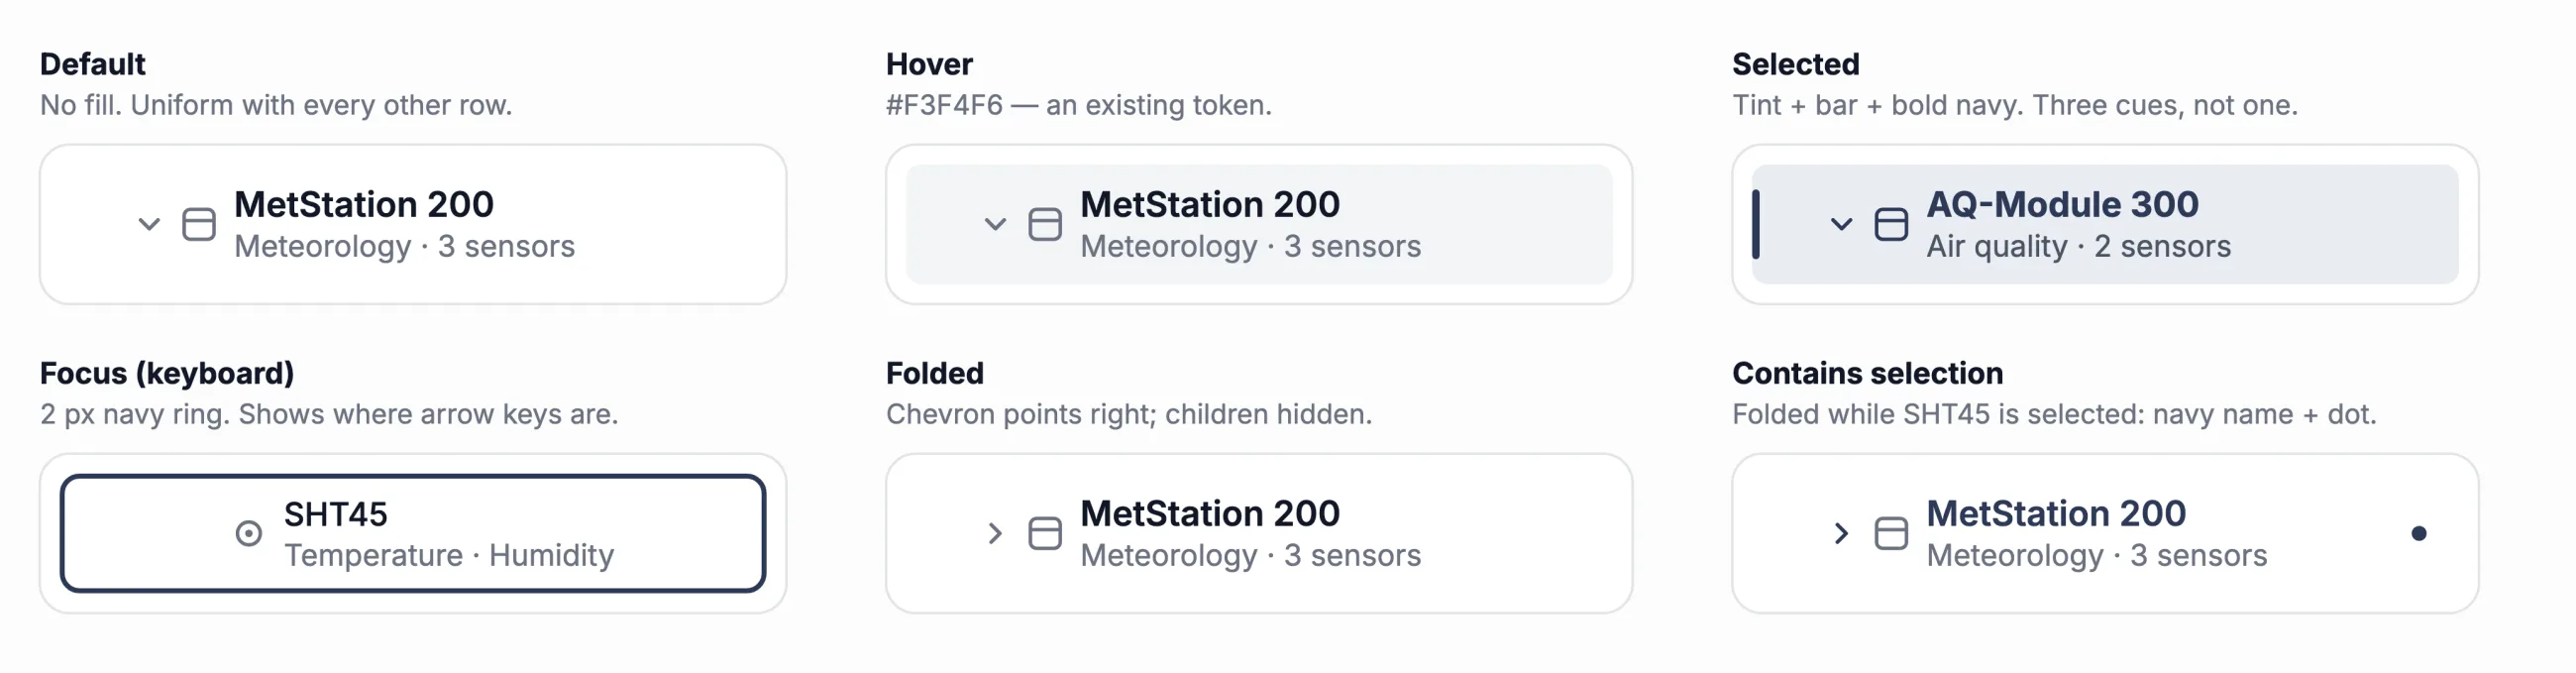 Default
No fill. Uniform with every other row.
MetStation 200
Meteorology · 3 sensors
Hover
#F3F4F6 — an existing token.
MetStation 200
Meteorology · 3 sensors
Selected
Tint + bar + bold navy. Three cues, not one.
AQ-Module 300
Air quality · 2 sensors
Focus (keyboard)
2 px navy ring. Shows where arrow keys are.
SHT45
Temperature · Humidity
Folded
Chevron points right; children hidden.
MetStation 200
Meteorology · 3 sensors
Contains selection
Folded while SHT45 is selected: navy name + dot.
MetStation 200
Meteorology · 3 sensors